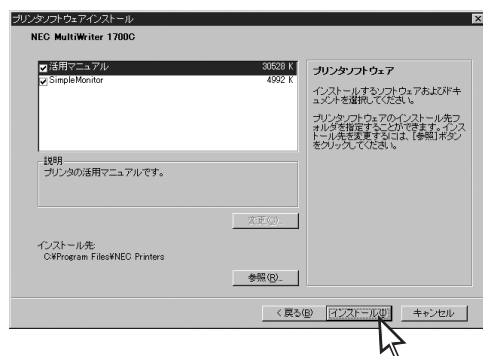 プリンタソフトウェアインストール
NEC MultiWriter 1700C
活用マニュアル 30528 K
SimpleMonitor 4992 K
説明
プリンタの活用マニュアルです。
変更(O)...
インストール先:
C:¥Program Files¥NEC Printers
参照(R)...
プリンタソフトウェア
インストールするソフトウェアおよびドキ
ュメントを選択してください。
プリンタソフトウェアのインストール先フ
ォルダを指定することができます。インス
トール先を変更するには、[参照]ボタン
をクリックしてください。
< 戻る(B)
インストール(I)
キャンセル